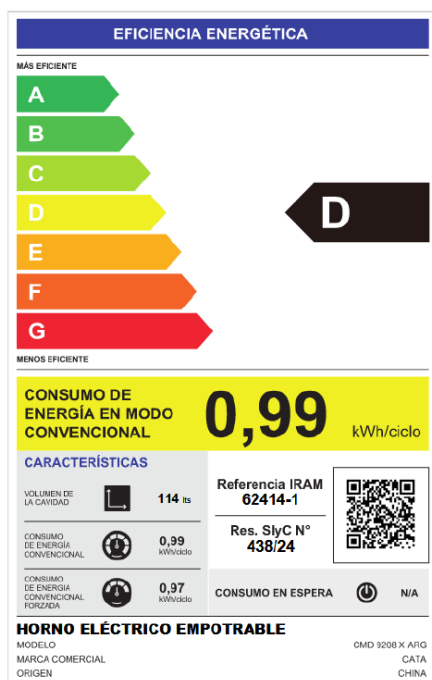 EFICIENCIA ENERGÉTICA
MÁS EFICIENTE
A
B
C
D
D
E
F
G
MENOS EFICIENTE
CONSUMO DE
ENERGÍA EN MODO
CONVENCIONAL
0,99
kWh/ciclo
CARACTERÍSTICAS
VOLUMEN DE
LA CAVIDAD
114 lts
CONSUMO
DE ENERGÍA
CONVENCIONAL
0,99
kWh/ciclo
CONSUMO
DE ENERGIA
CONVENCIONAL
FORZADA
0,97
kWh/ciclo
Referencia IRAM
62414-1
Res. SIyC N°
438/24
CONSUMO EN ESPERA
N/A
HORNO ELÉCTRICO EMPOTRABLE
MODELO
CMD 9208 X ARG
MARCA COMERCIAL
CATA
ORIGEN
CHINA